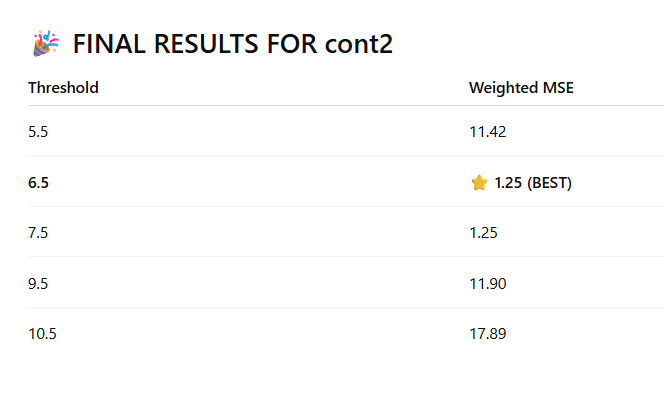 🎉 FINAL RESULTS FOR cont2
Threshold Weighted MSE
5.5 11.42
6.5 ⭐ 1.25 (BEST)
7.5 1.25
9.5 11.90
10.5 17.89